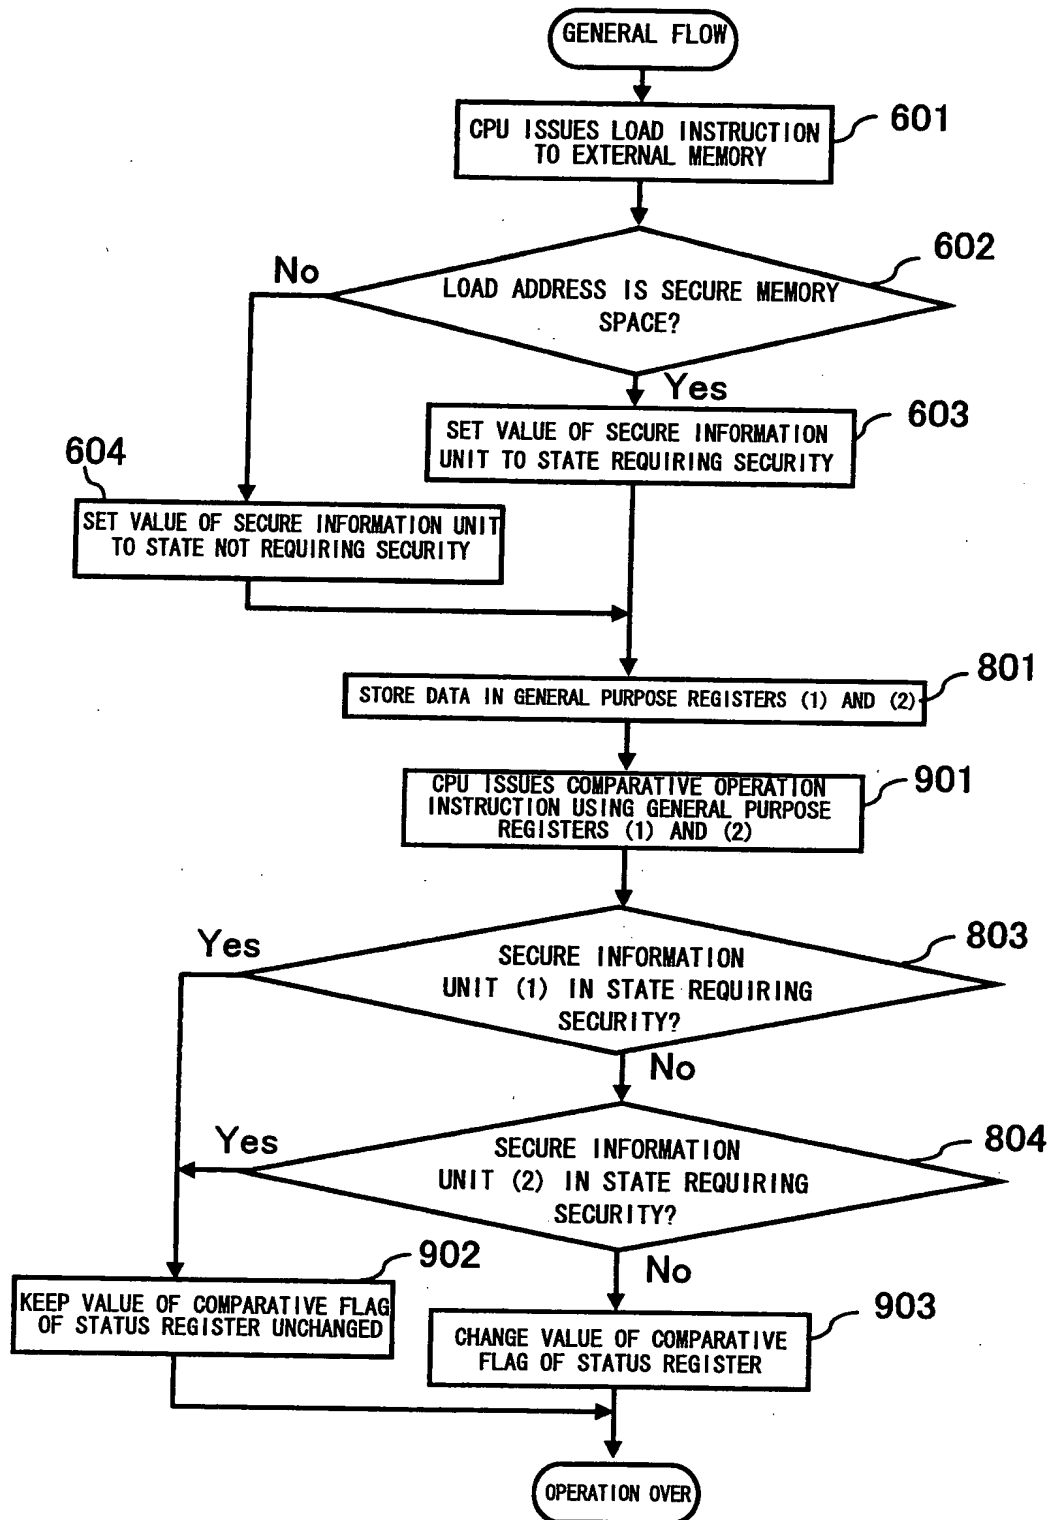 GENERAL FLOW
CPU ISSUES LOAD INSTRUCTION
TO EXTERNAL MEMORY
601
LOAD ADDRESS IS SECURE MEMORY
SPACE?
602
No
Yes
SET VALUE OF SECURE INFORMATION
UNIT TO STATE REQUIRING SECURITY
603
604
SET VALUE OF SECURE INFORMATION UNIT
TO STATE NOT REQUIRING SECURITY
STORE DATA IN GENERAL PURPOSE REGISTERS (1) AND (2)
801
CPU ISSUES COMPARATIVE OPERATION
INSTRUCTION USING GENERAL PURPOSE
REGISTERS (1) AND (2)
901
Yes
SECURE INFORMATION
UNIT (1) IN STATE REQUIRING
SECURITY?
803
No
Yes
SECURE INFORMATION
UNIT (2) IN STATE REQUIRING
SECURITY?
804
No
902
KEEP VALUE OF COMPARATIVE FLAG
OF STATUS REGISTER UNCHANGED
CHANGE VALUE OF COMPARATIVE
FLAG OF STATUS REGISTER
903
OPERATION OVER